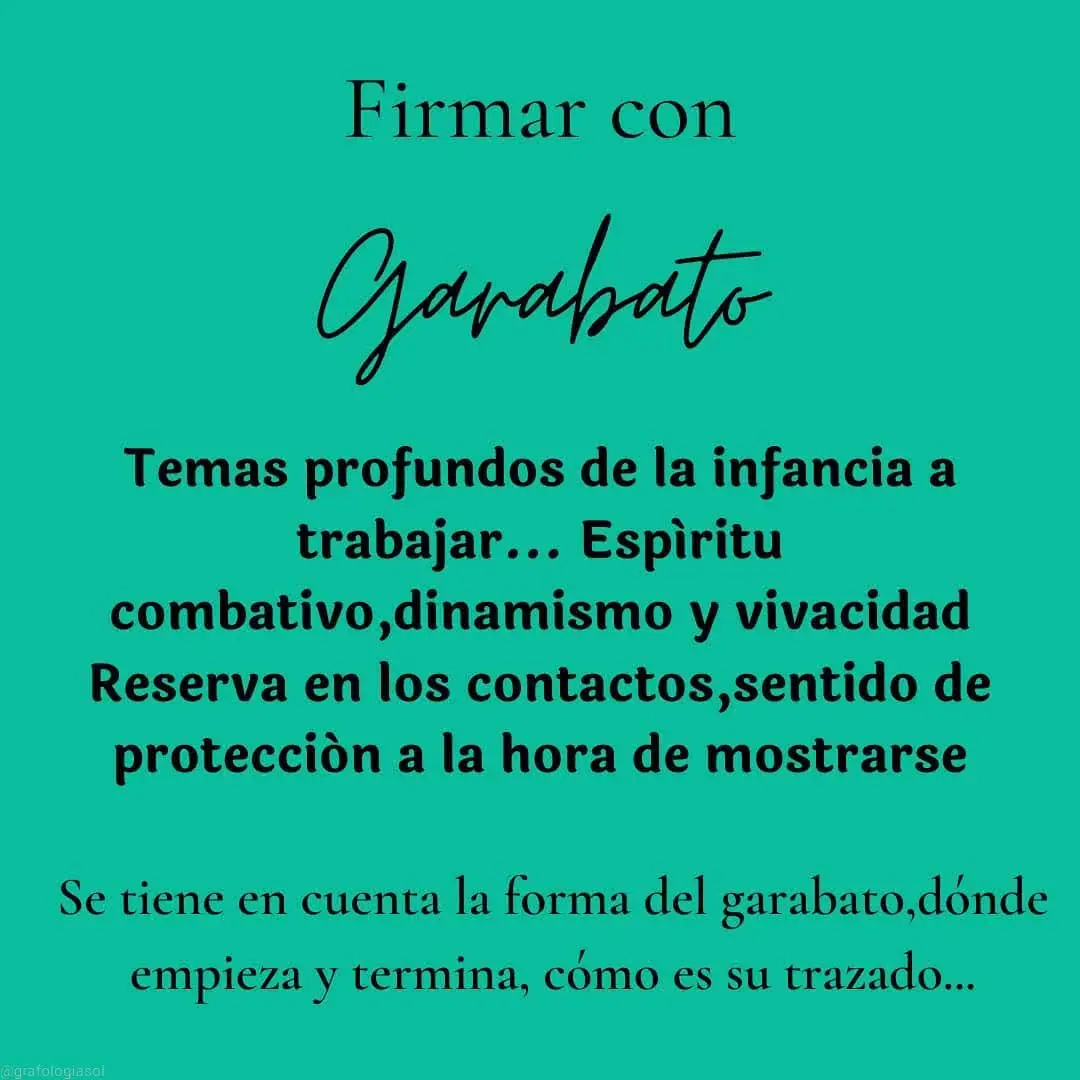 Firmar con
Garabato
Temas profundos de la infancia a
trabajar... Espìritu
combativo,dinamismo y vivacidad
Reserva en los contactos,sentido de
protecciòn a la hora de mostrarse
Se tiene en cuenta la forma del garabato,dónde
empieza y termina, cómo es su trazado...
@grafologiasol